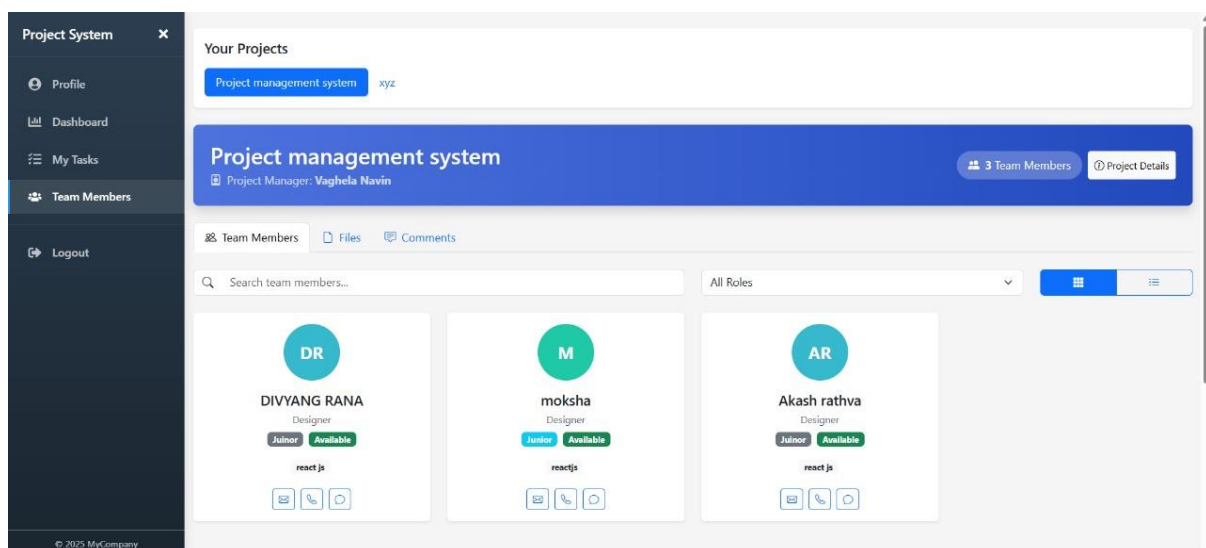 Project System
Profile
Dashboard
My Tasks
Team Members
Logout
© 2025 MyCompany
Your Projects
Project management system
xyz
Project management system
Project Manager: Vaghela Navin
3 Team Members
Project Details
Team Members
Files
Comments
Search team members...
All Roles
DR
DIVYANG RANA
Designer
Juinor Available
react js
M
moksha
Designer
Junior Available
reactjs
AR
Akash rathva
Designer
Juinor Available
react js